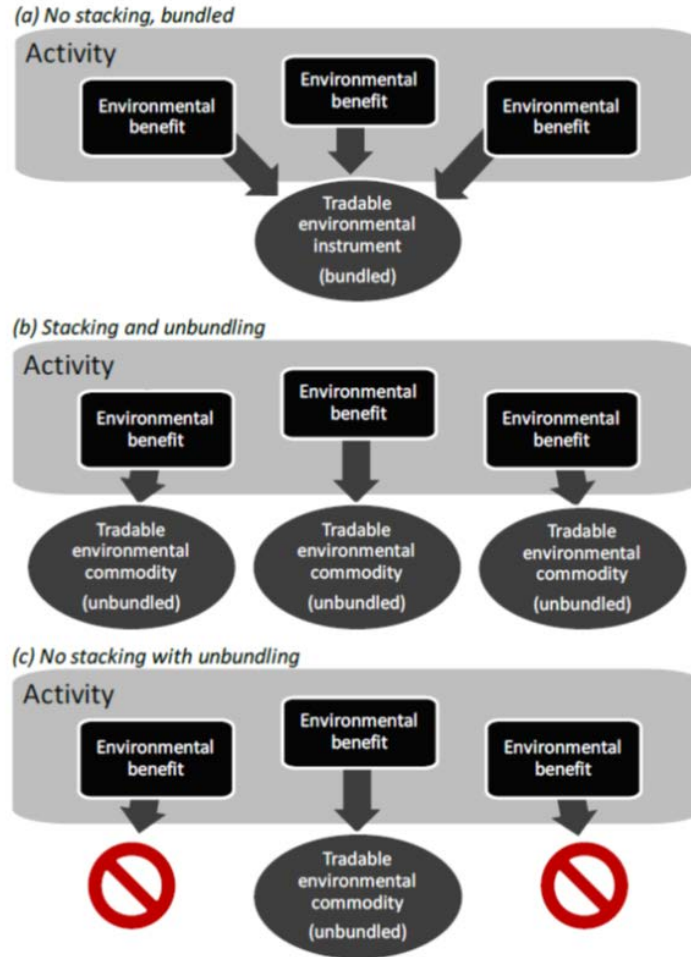 (a) No stacking, bundled
Activity
Environmental
benefit
Environmental
benefit
Environmental
benefit
Tradable
environmental
instrument
(bundled)
(b) Stacking and unbundling
Activity
Environmental
benefit
Environmental
benefit
Environmental
benefit
Tradable
environmental
commodity
(unbundled)
Tradable
environmental
commodity
(unbundled)
Tradable
environmental
commodity
(unbundled)
(c) No stacking with unbundling
Activity
Environmental
benefit
Environmental
benefit
Environmental
benefit
Tradable
environmental
commodity
(unbundled)